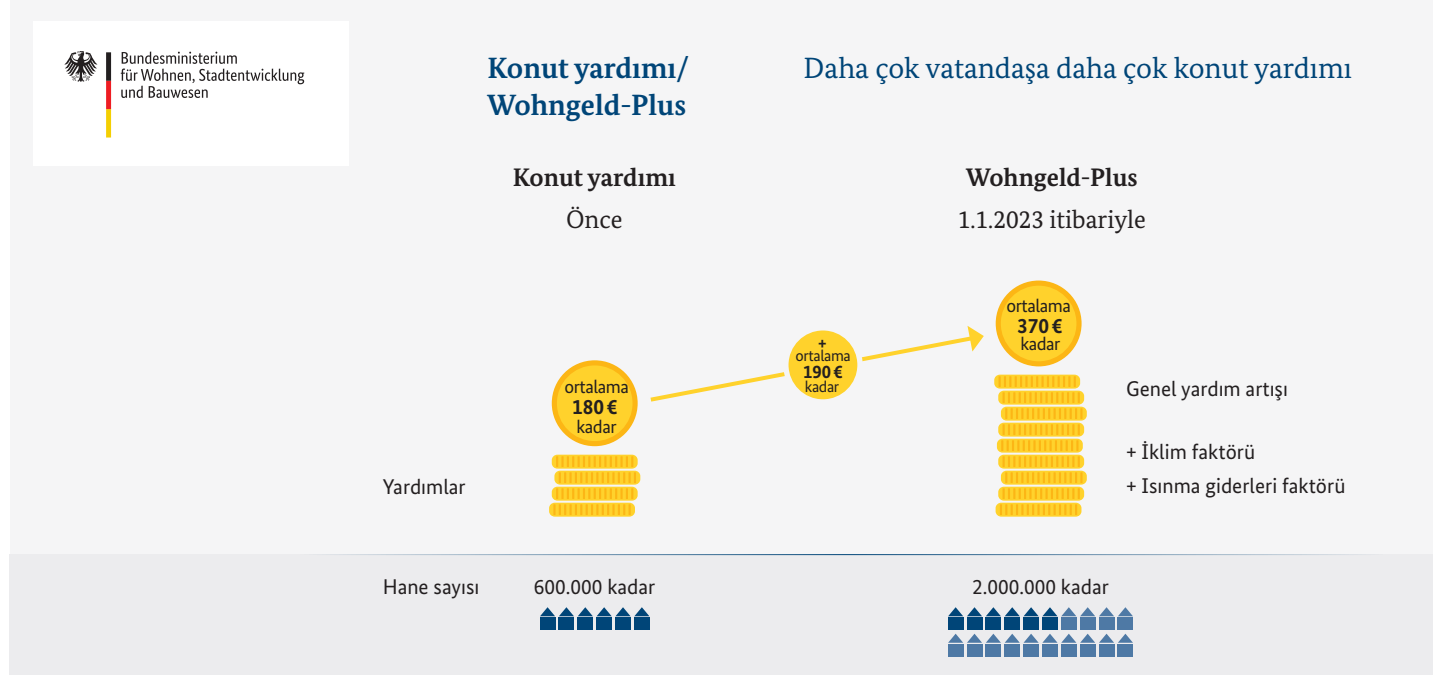 Bundesministerium
für Wohnen, Stadtentwicklung
und Bauwesen
Konut yardımı/
Wohngeld-Plus
Daha çok vatandaşa daha çok konut yardımı
Konut yardımı
Önce
Wohngeld-Plus
1.1.2023 itibariyle
ortalama
180 €
kadar
+
ortalama
190 €
kadar
ortalama
370 €
kadar
Yardımlar
Genel yardım artışı
+ İklim faktörü
+ Isınma giderleri faktörü
Hane sayısı
600.000 kadar
2.000.000 kadar